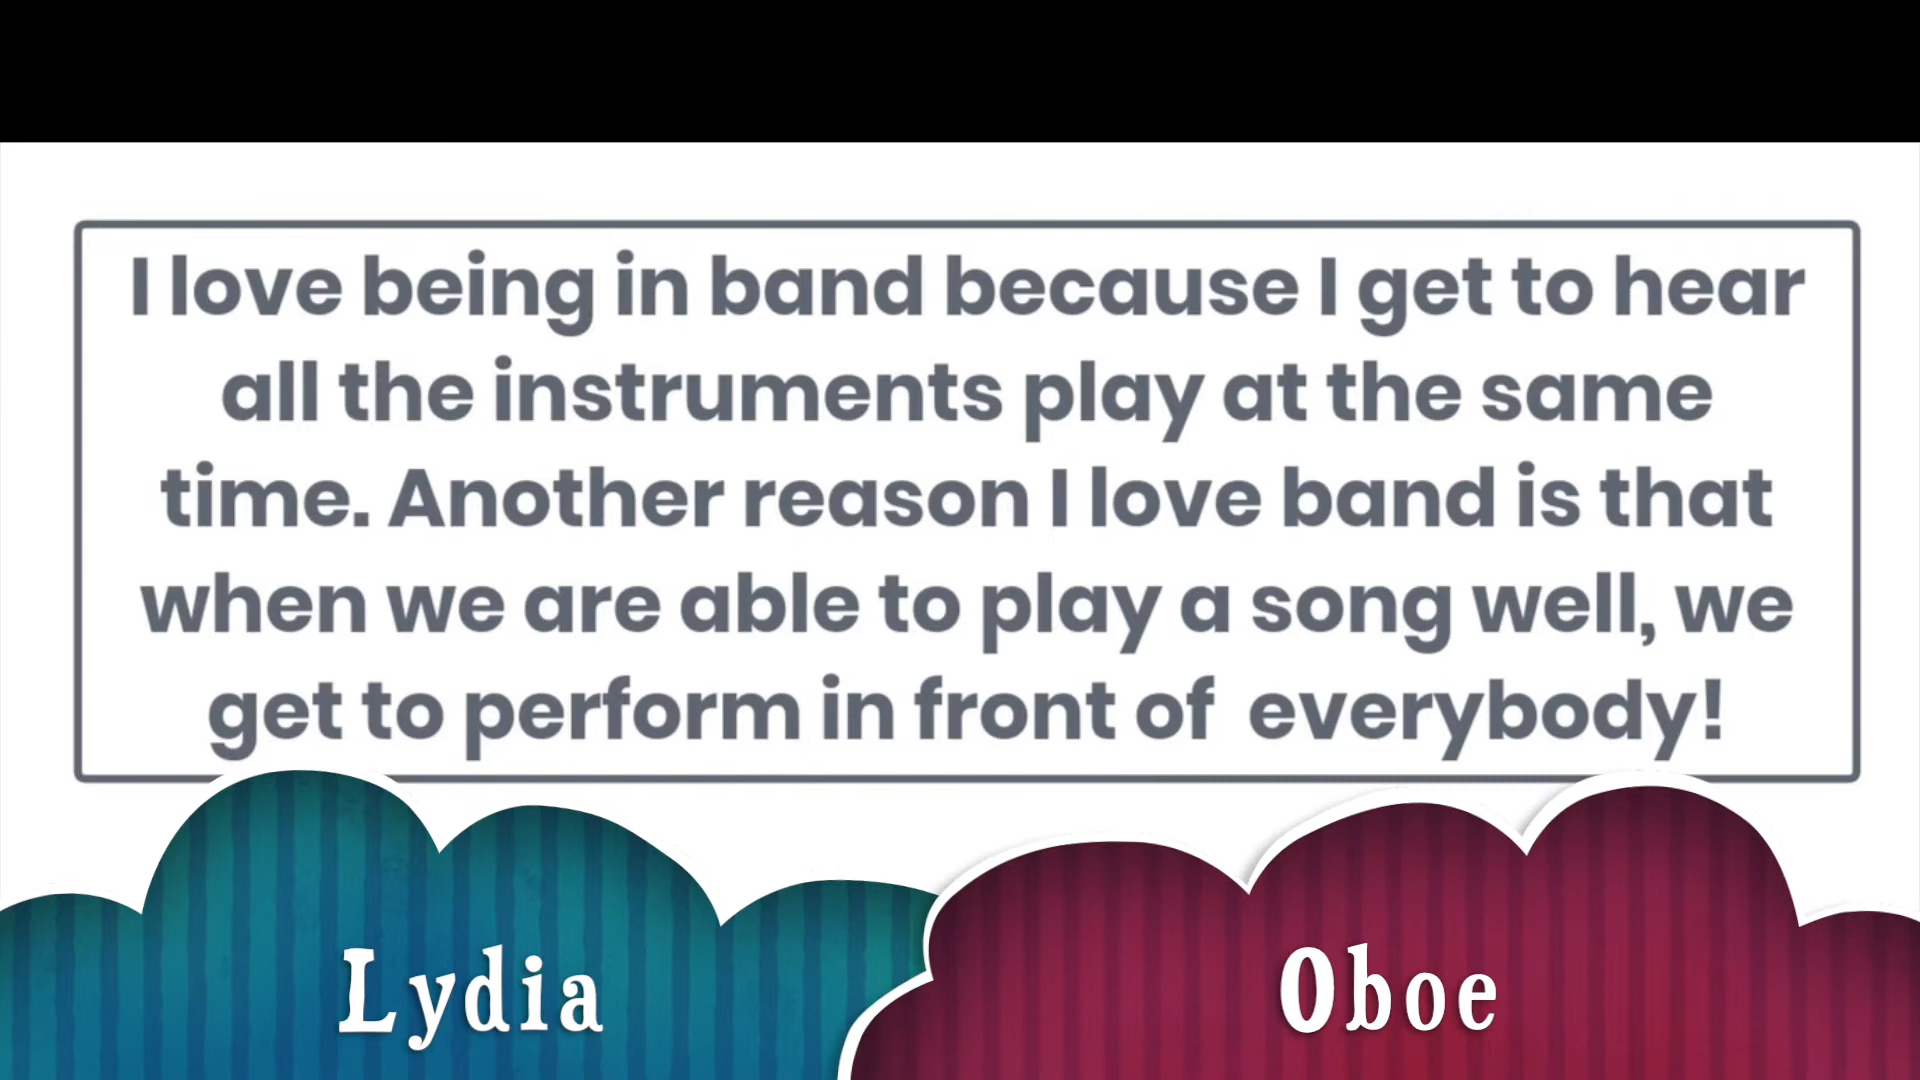 I love being in band because I get to hear
all the instruments play at the same
time. Another reason I love band is that
when we are able to play a song well, we
get to perform in front of everybody!
Lydia
Oboe